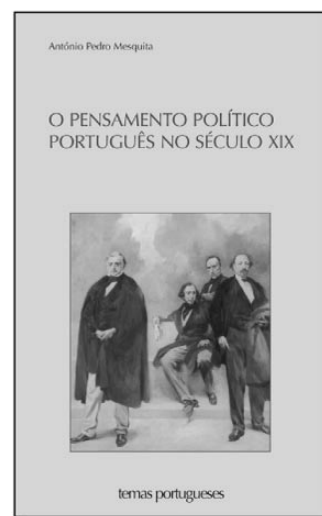 António Pedro Mesquita
O PENSAMENTO POLÍTICO
PORTUGUÊS NO SÉCULO XIX
temas portugueses